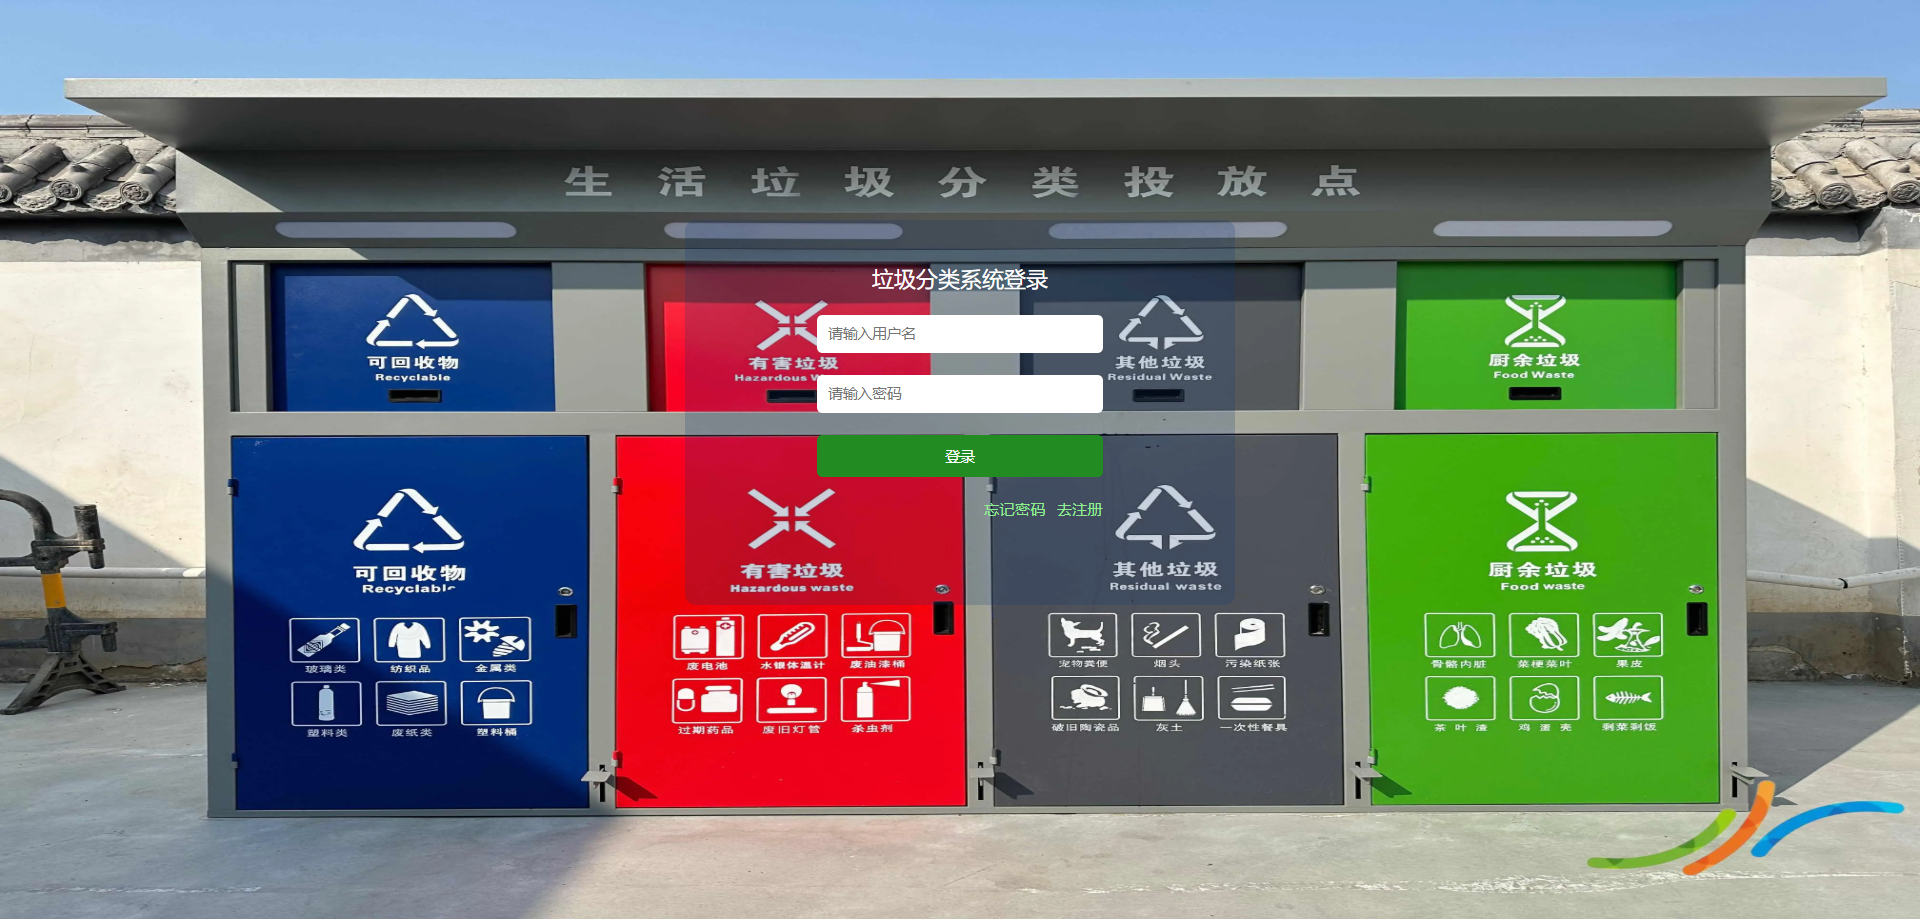 生活垃圾分类投放点
垃圾分类系统登录
请输入用户名
请输入密码
登录
忘记密码 去注册
可回收物
Recyclable
有害垃圾
Hazardous W
其他垃圾
Residual Waste
厨余垃圾
Food Waste
可回收物
Recyclable
玻璃类 纺织品 金属类
塑料类 废纸类 塑料桶
有害垃圾
Hazardous waste
废电池 水银体温计 废油漆桶
过期药品 废旧灯管 杀虫剂
其他垃圾
Residual waste
宠物粪便 烟头 污染纸张
破旧陶瓷品 灰土 一次性餐具
厨余垃圾
Food waste
骨骼内脏 菜梗菜叶 果皮
茶叶渣 鸡蛋壳 剩菜剩饭